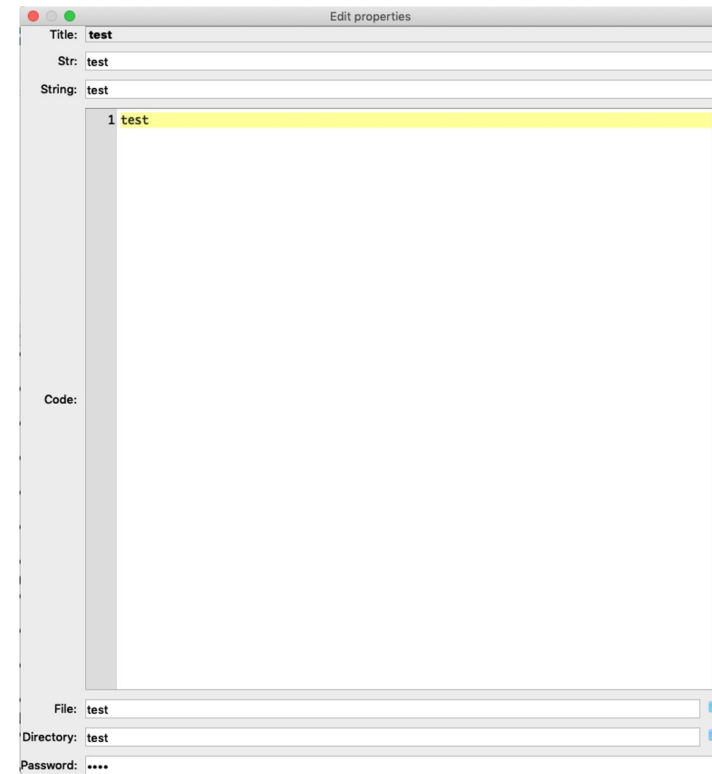 Edit properties
Title: test
Str: test
String: test
1 test
Code:
File: test
Directory: test
Password: ••••